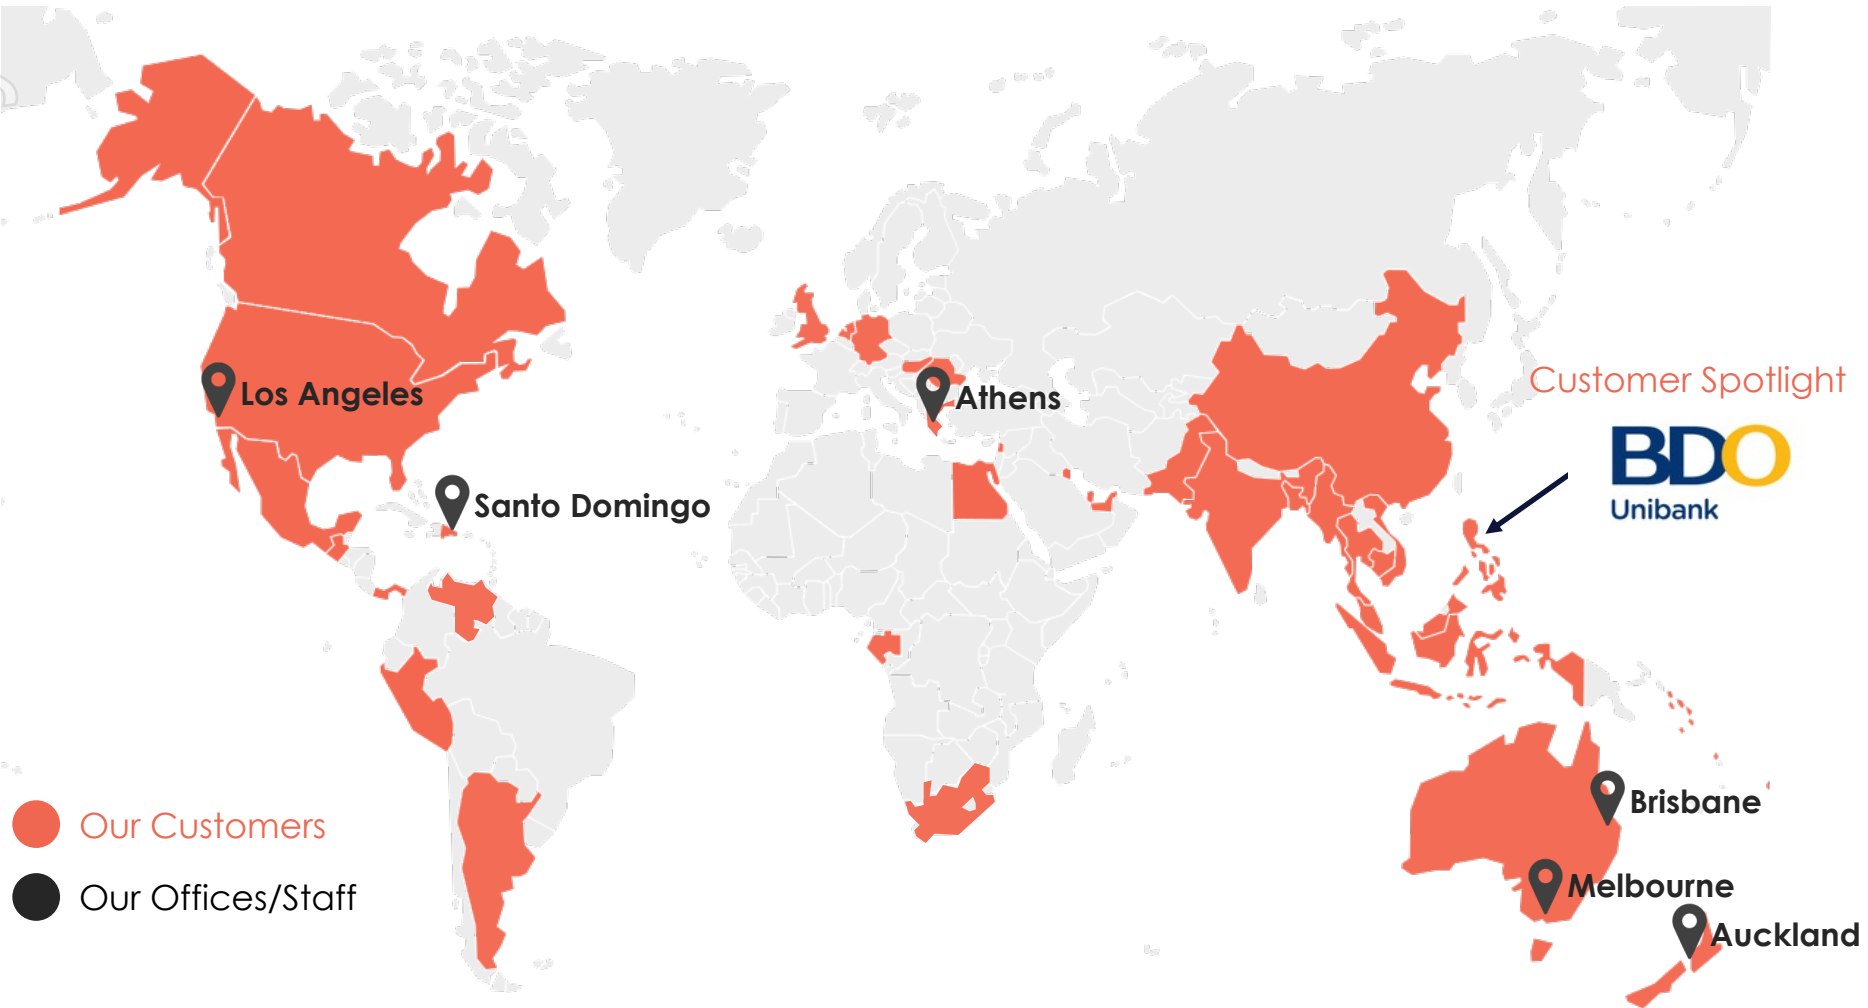 Los Angeles
Athens
Customer Spotlight
BDO
Unibank
Santo Domingo
Brisbane
Our Customers
Melbourne
Our Offices/Staff
Auckland